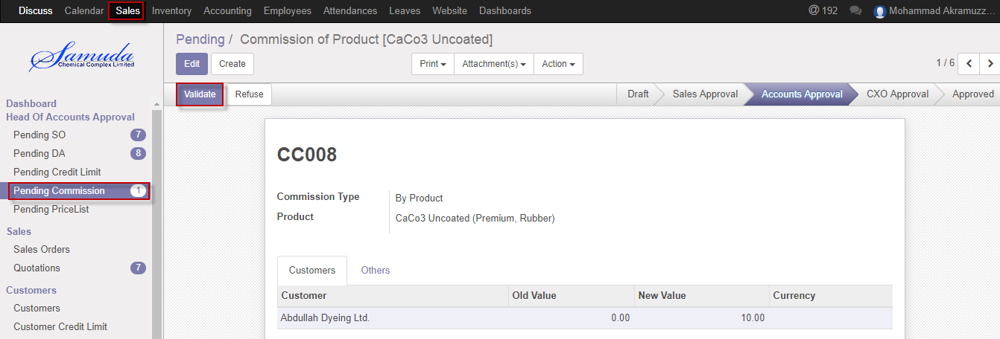 Discuss Calendar Sales Inventory Accounting Employees Attendances Leaves Website Dashboards @ 192 Mohammad Akramuzz...
Samuda
Chemical Complex Limited
Pending / Commission of Product [CaCo3 Uncoated]
Edit Create Print Attachment(s) Action 1 / 6
Validate Refuse Draft Sales Approval Accounts Approval CXO Approval Approved
Dashboard
Head Of Accounts Approval
Pending SO 7
Pending DA 8
Pending Credit Limit
Pending Commission 1
Pending PriceList
Sales
Sales Orders
Quotations 7
Customers
Customers
Customer Credit Limit
CC008
Commission Type By Product
Product CaCo3 Uncoated (Premium, Rubber)
Customers Others
Customer Old Value New Value Currency
Abdullah Dyeing Ltd. 0.00 10.00